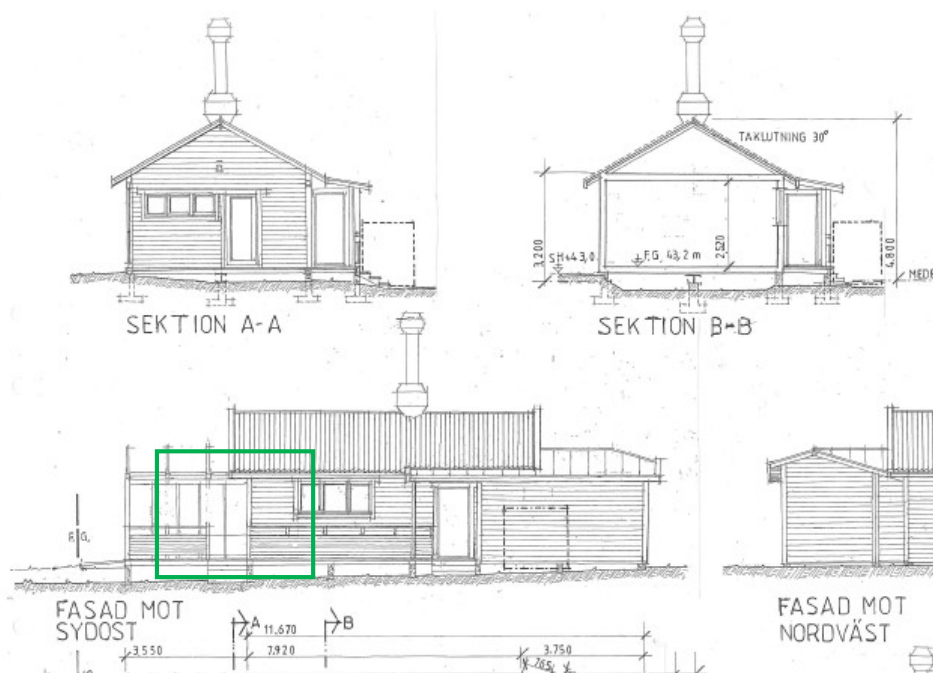 TAKLUTNING 30°
3.200
SH+43,0
F.G. 43,2 m
2.520
4.800
SEKTION A-A
SEKTION B-B
F.G.
FASAD MOT
SYDOST
FASAD MOT
NORDVÄST
A
B
11.670
3.550
7.920
3.750